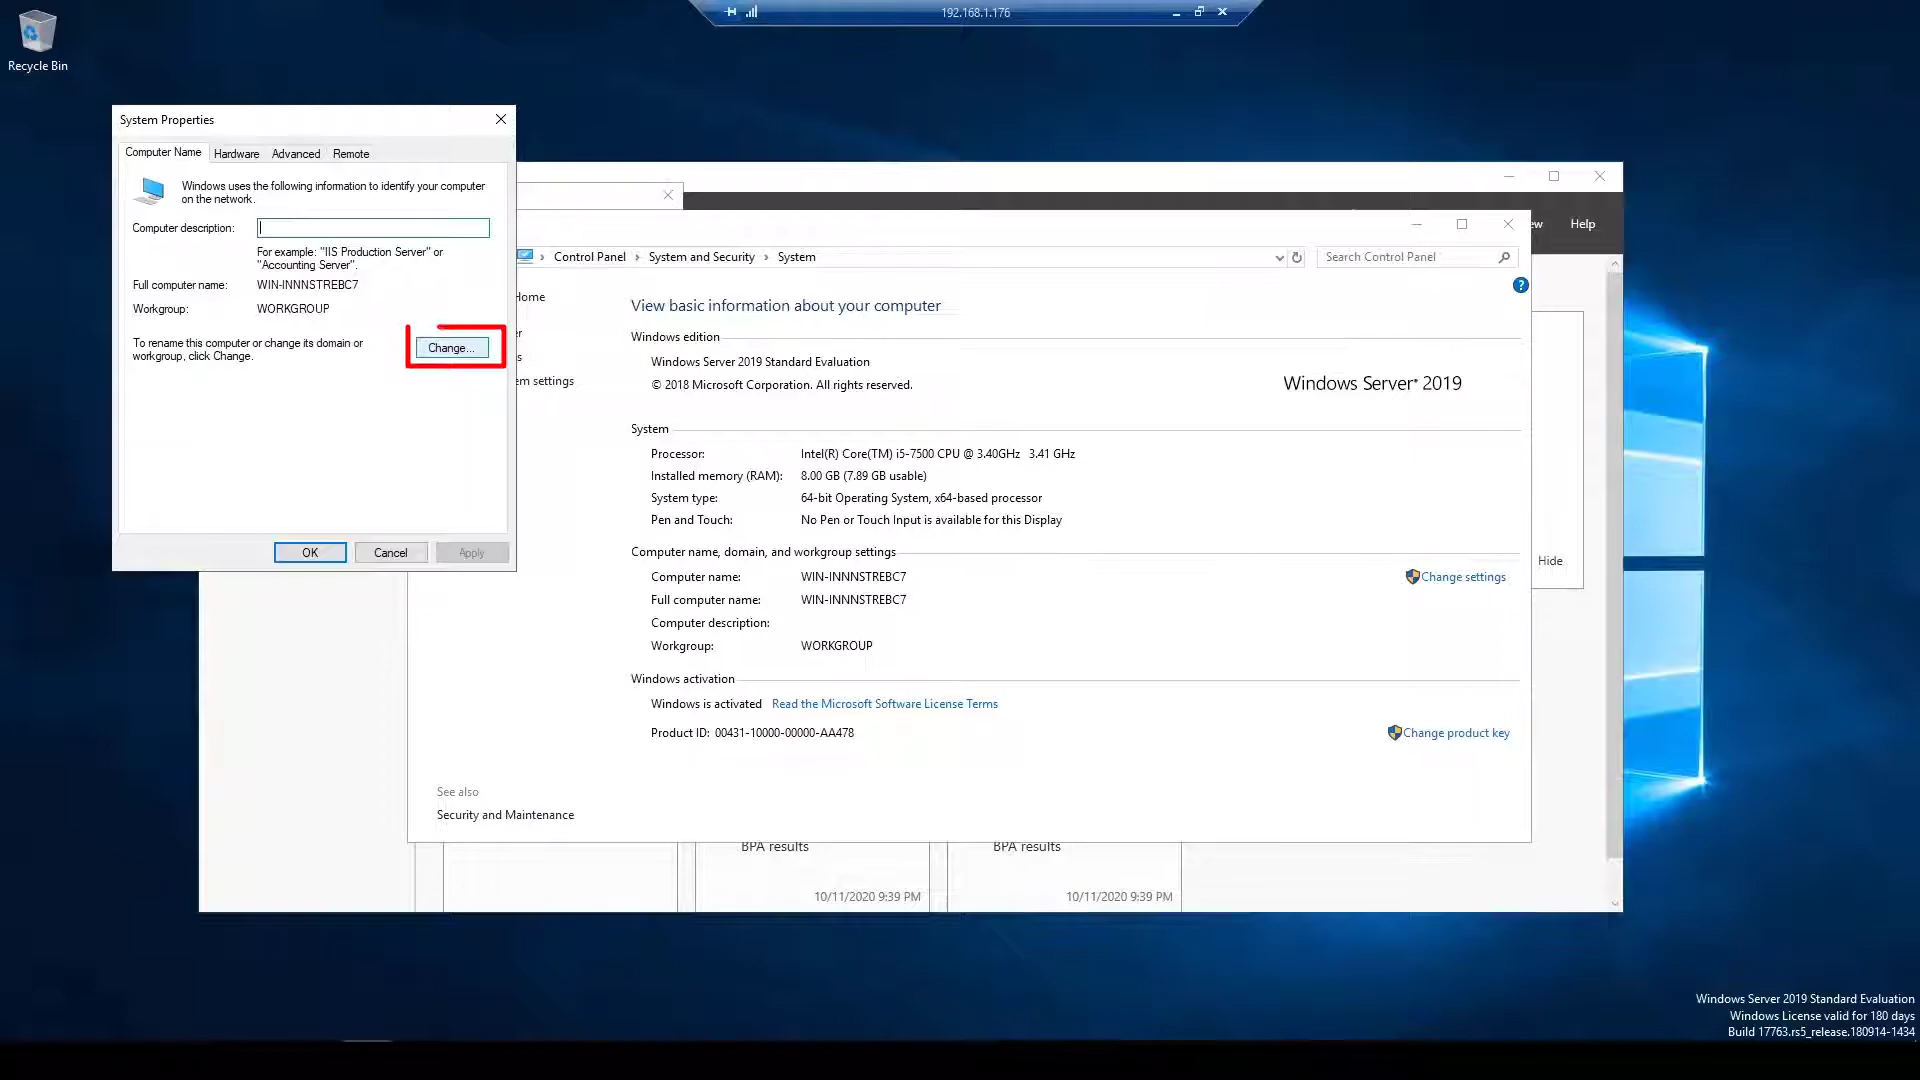 192.168.1.176
Recycle Bin
System Properties
Computer Name
Hardware
Advanced
Remote
Windows uses the following information to identify your computer
on the network.
Computer description:
For example: "IIS Production Server" or
"Accounting Server".
Full computer name:
WIN-INNNSTREBC7
Workgroup:
WORKGROUP
To rename this computer or change its domain or
workgroup, click Change.
Change...
OK
Cancel
Apply
ew
Help
Control Panel
System and Security
System
Search Control Panel
ome
er
s
em settings
View basic information about your computer
Windows edition
Windows Server 2019 Standard Evaluation
© 2018 Microsoft Corporation. All rights reserved.
Windows Server® 2019
System
Processor:
Intel(R) Core(TM) i5-7500 CPU @ 3.40GHz 3.41 GHz
Installed memory (RAM):
8.00 GB (7.89 GB usable)
System type:
64-bit Operating System, x64-based processor
Pen and Touch:
No Pen or Touch Input is available for this Display
Computer name, domain, and workgroup settings
Computer name:
WIN-INNNSTREBC7
Change settings
Full computer name:
WIN-INNNSTREBC7
Computer description:
Workgroup:
WORKGROUP
Windows activation
Windows is activated
Read the Microsoft Software License Terms
Product ID: 00431-10000-00000-AA478
Change product key
See also
Security and Maintenance
Hide
BPA results
BPA results
10/11/2020 9:39 PM
10/11/2020 9:39 PM
Windows Server 2019 Standard Evaluation
Windows License valid for 180 days
Build 17763.rs5_release.180914-1434